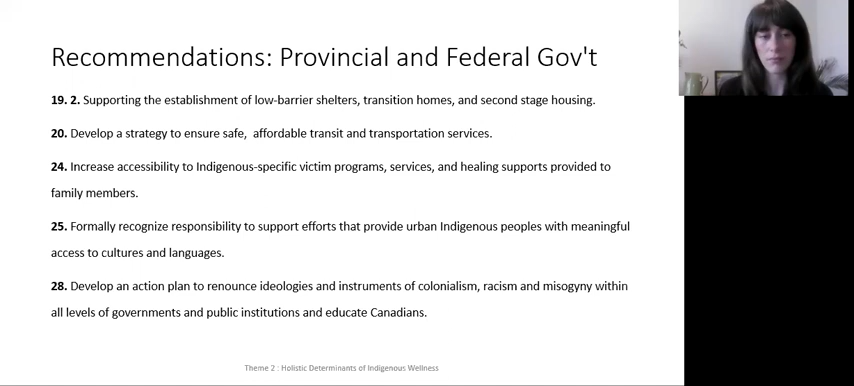 Recommendations: Provincial and Federal Gov't
19. 2. Supporting the establishment of low-barrier shelters, transition homes, and second stage housing.
20. Develop a strategy to ensure safe,  affordable transit and transportation services.
24. Increase accessibility to Indigenous-specific victim programs, services, and healing supports provided to
family members.
25. Formally recognize responsibility to support efforts that provide urban Indigenous peoples with meaningful
access to cultures and languages.
28. Develop an action plan to renounce ideologies and instruments of colonialism, racism and misogyny within
all levels of governments and public institutions and educate Canadians.
Theme 2 : Holistic Determinants of Indigenous Wellness